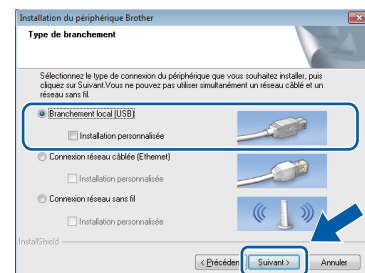 Installation du périphérique Brother
Type de branchement
Sélectionnez le type de connexion du périphérique que vous souhaitez installer, puis
cliquez sur Suivant.Vous ne pouvez pas utiliser simultanément un réseau câblé et un
réseau sans fil.
Branchement local (USB)
Installation personnalisée
Connexion réseau câblée (Ethernet)
Installation personnalisée
Connexion réseau sans fil
Installation personnalisée
InstallShield
< Précéden Suivant > Annuler